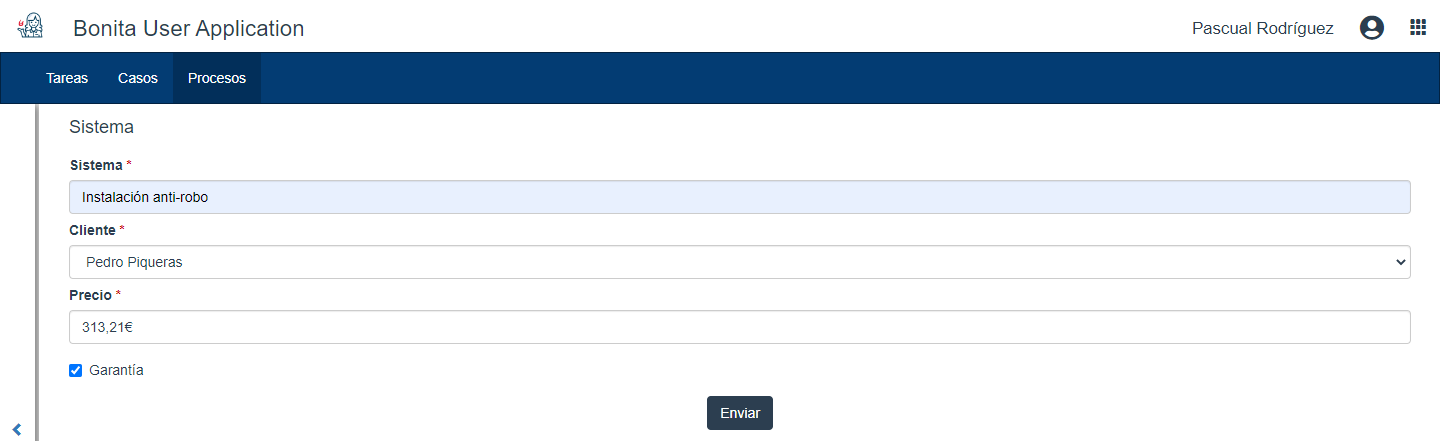 Bonita User Application
Pascual Rodríguez
Tareas Casos Procesos
Sistema
Sistema *
Instalación anti-robo
Cliente *
Pedro Piqueras
Precio *
313,21€
Garantía
Enviar